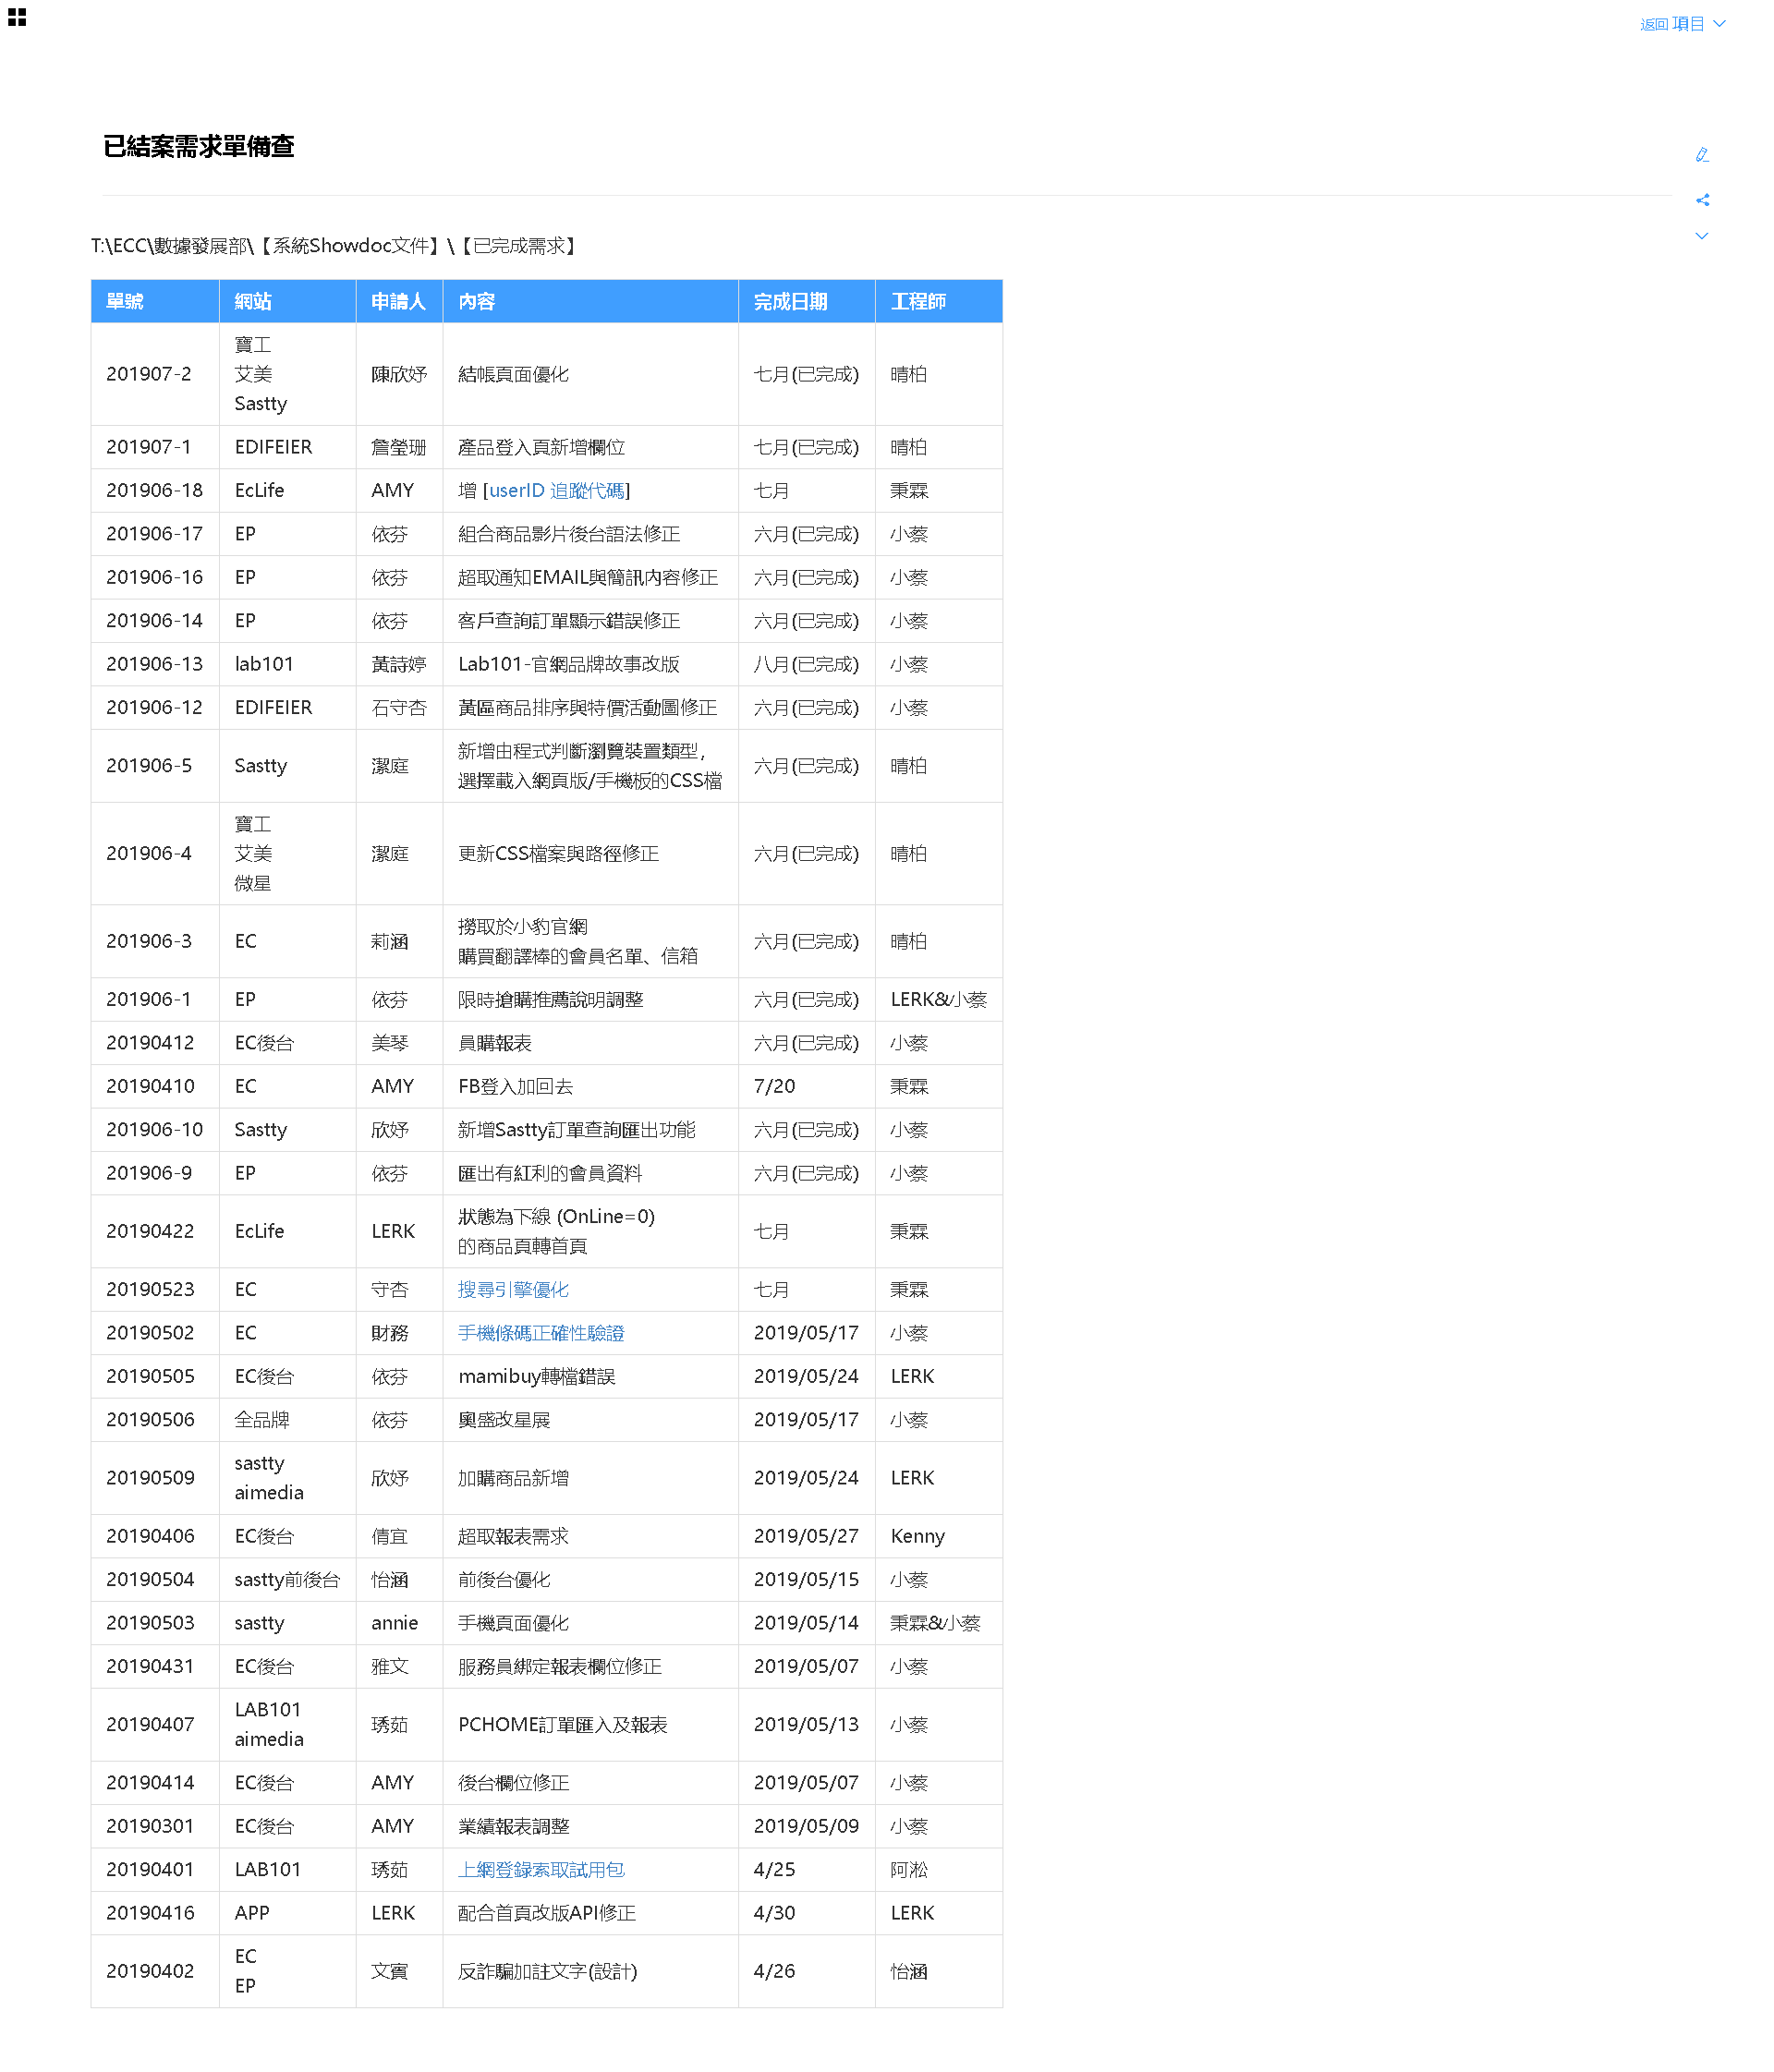 返回 項目
已結案需求單備查
T:\ECC\數據發展部\【系統Showdoc文件】\【已完成需求】
單號 網站 申請人 內容 完成日期 工程師
201907-2 寶工 陳欣妤 結帳頁面優化 七月(已完成) 晴柏
艾美
Sastty
201907-1 EDIFEIER 詹瑩珊 產品登入頁新增欄位 七月(已完成) 晴柏
201906-18 EcLife AMY 增 [userID 追蹤代碼] 七月 秉霖
201906-17 EP 依芬 組合商品影片後台語法修正 六月(已完成) 小蔡
201906-16 EP 依芬 超取通知EMAIL與簡訊內容修正 六月(已完成) 小蔡
201906-14 EP 依芬 客戶查詢訂單顯示錯誤修正 六月(已完成) 小蔡
201906-13 lab101 黃詩婷 Lab101-官網品牌故事改版 八月(已完成) 小蔡
201906-12 EDIFEIER 石守杏 黃區商品排序與特價活動圖修正 六月(已完成) 小蔡
201906-5 Sastty 潔庭 新增由程式判斷瀏覽裝置類型, 六月(已完成) 晴柏
選擇載入網頁版/手機板的CSS檔
201906-4 寶工 潔庭 更新CSS檔案與路徑修正 六月(已完成) 晴柏
艾美
微星
201906-3 EC 莉涵 撈取於小豹官網 六月(已完成) 晴柏
購買翻譯棒的會員名單、信箱
201906-1 EP 依芬 限時搶購推薦說明調整 六月(已完成) LERK&小蔡
20190412 EC後台 美琴 員購報表 六月(已完成) 小蔡
20190410 EC AMY FB登入加回去 7/20 秉霖
201906-10 Sastty 欣妤 新增Sastty訂單查詢匯出功能 六月(已完成) 小蔡
201906-9 EP 依芬 匯出有紅利的會員資料 六月(已完成) 小蔡
20190422 EcLife LERK 狀態為下線 (OnLine=0) 七月 秉霖
的商品頁轉首頁
20190523 EC 守杏 搜尋引擎優化 七月 秉霖
20190502 EC 財務 手機條碼正確性驗證 2019/05/17 小蔡
20190505 EC後台 依芬 mamibuy轉檔錯誤 2019/05/24 LERK
20190506 全品牌 依芬 奧盛改星展 2019/05/17 小蔡
20190509 sastty 欣妤 加購商品新增 2019/05/24 LERK
aimedia
20190406 EC後台 倩宜 超取報表需求 2019/05/27 Kenny
20190504 sastty前後台 怡涵 前後台優化 2019/05/15 小蔡
20190503 sastty annie 手機頁面優化 2019/05/14 秉霖&小蔡
20190431 EC後台 雅文 服務員綁定報表欄位修正 2019/05/07 小蔡
20190407 LAB101 琇茹 PCHOME訂單匯入及報表 2019/05/13 小蔡
aimedia
20190414 EC後台 AMY 後台欄位修正 2019/05/07 小蔡
20190301 EC後台 AMY 業績報表調整 2019/05/09 小蔡
20190401 LAB101 琇茹 上網登錄索取試用包 4/25 阿淞
20190416 APP LERK 配合首頁改版API修正 4/30 LERK
20190402 EC 文賓 反詐騙加註文字(設計) 4/26 怡涵
EP